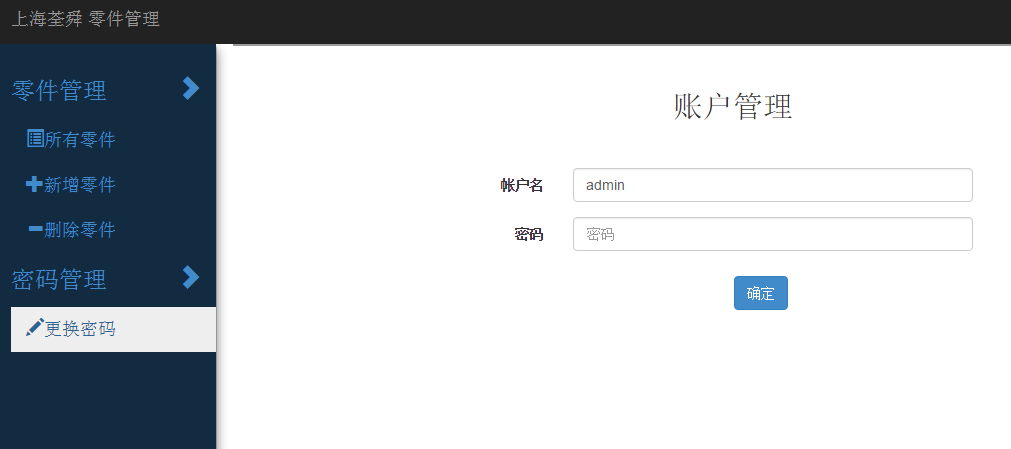 上海荃舜 零件管理
零件管理
所有零件
新增零件
删除零件
密码管理
更换密码
账户管理
帐户名
admin
密码
密码
确定